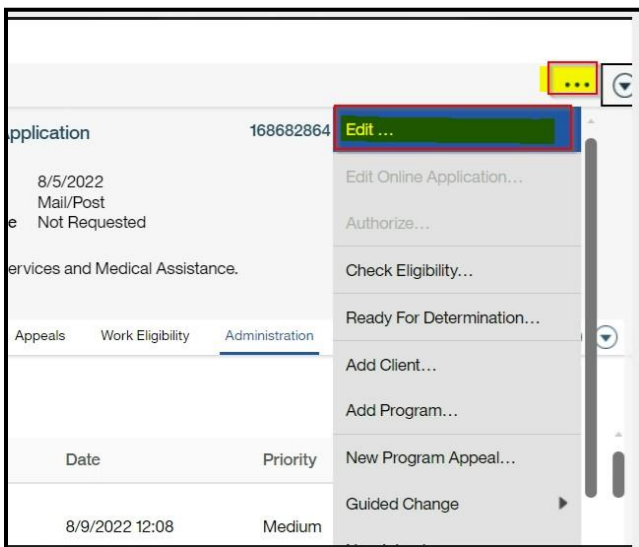 ...
pplication 168682864 Edit ...
8/5/2022 Edit Online Application...
Mail/Post
e Not Requested Authorize...
ervices and Medical Assistance. Check Eligibility...
Ready For Determination...
Appeals Work Eligibility Administration
Add Client...
Add Program...
Date Priority New Program Appeal...
Guided Change
8/9/2022 12:08 Medium